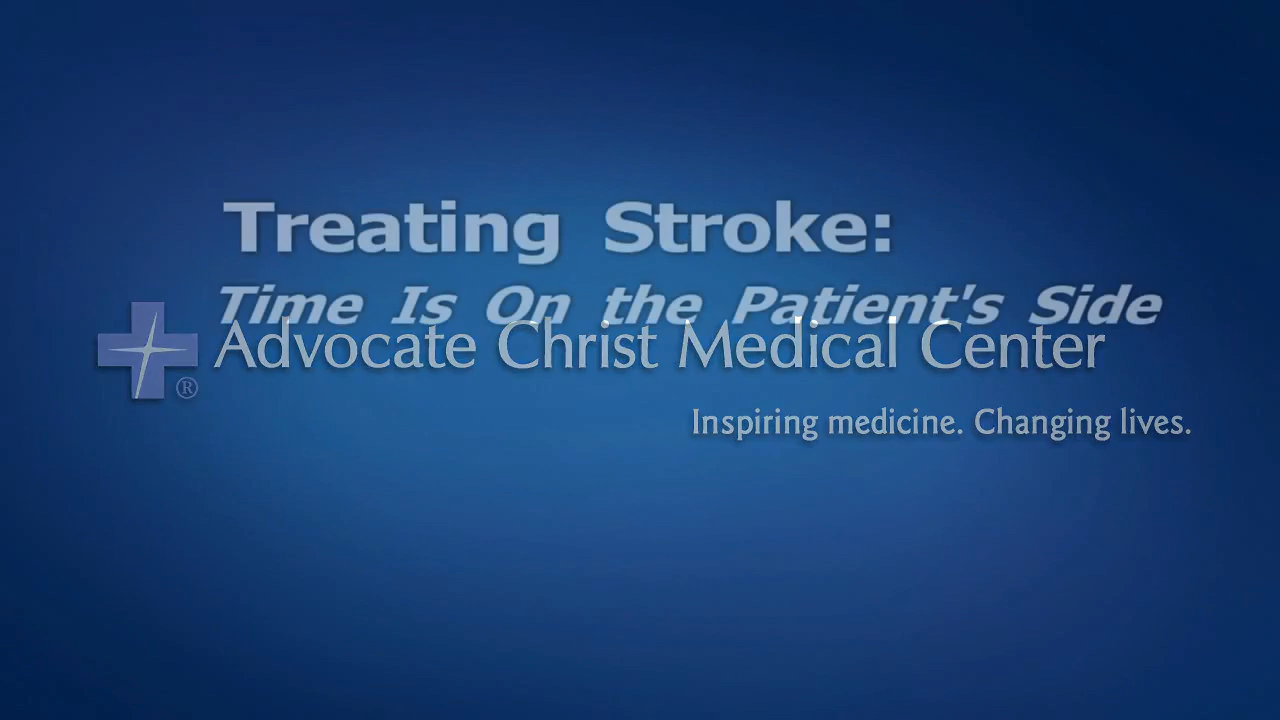 Treating Stroke:
Time Is On the Patient's Side
Advocate Christ Medical Center
®
Inspiring medicine. Changing lives.